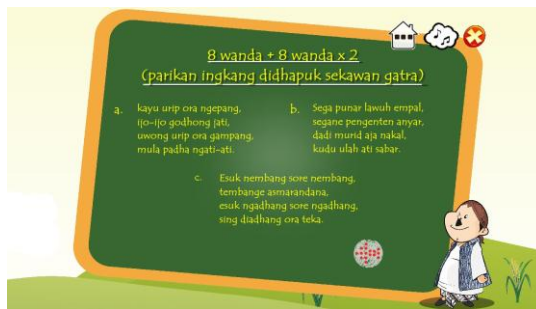 8 wanda + 8 wanda x 2
(parikan ingkang didhapuk sekawan gatra)
a. kayu urip ora ngepang,
ijo-ijo godhong jati,
uwong urip ora gampang,
mula padha ngati-ati.
b. Sega punar lawuh empal,
segane pengenten anyar,
dadi murid aja nakal,
kudu ulah ati sabar.
c. Esuk nembang sore nembang,
tembange asmarandana,
esuk ngadhang sore ngadhang,
sing diadhang ora teka.